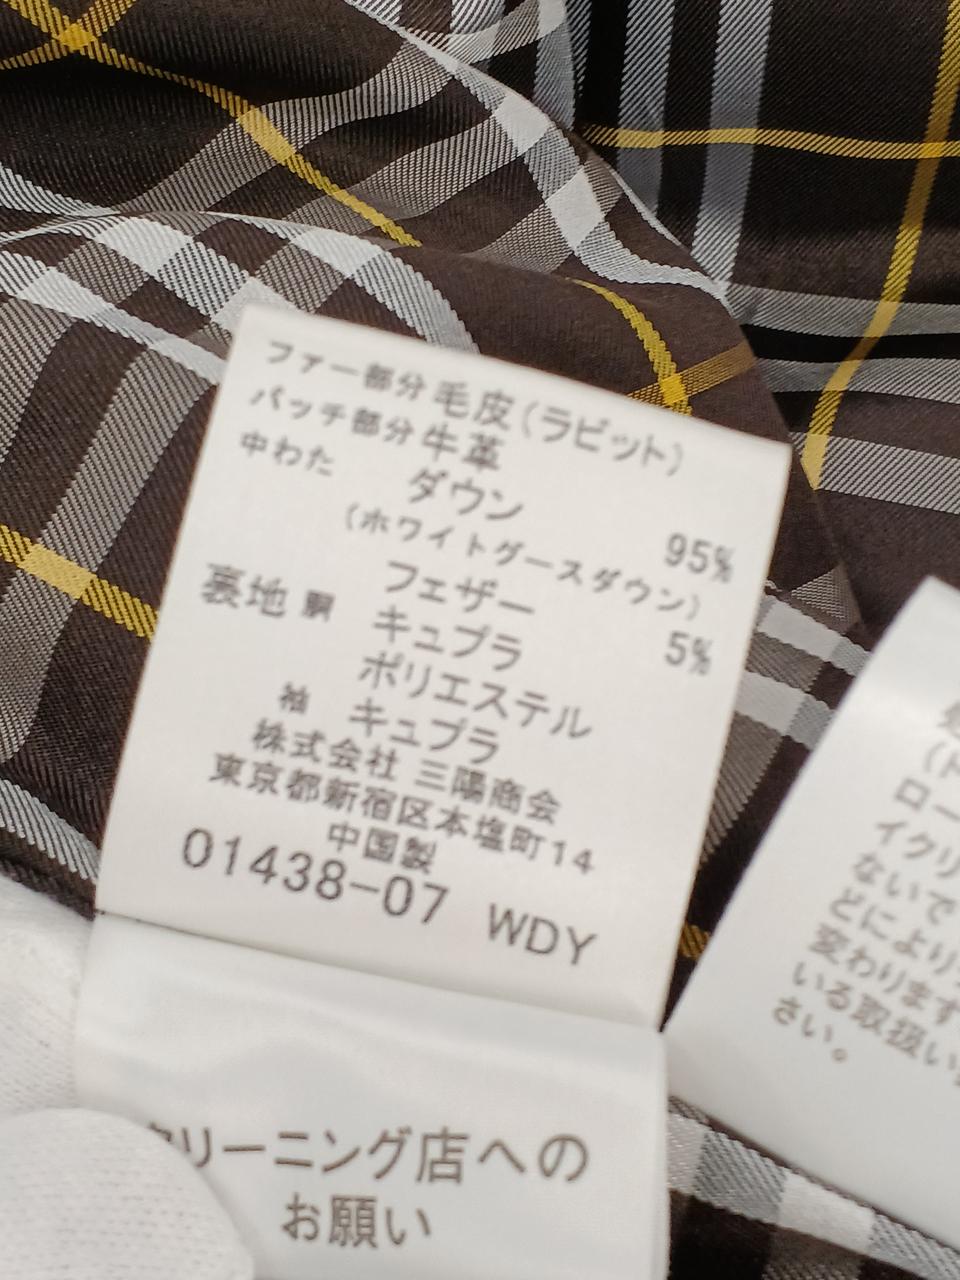 ファー部分 毛皮(ラビット)
パッチ部分 牛革
中わた ダウン 95%
(ホワイトグースダウン)
フェザー 5%
裏地 胴 キュプラ
ポリエステル
袖 キュプラ
株式会社 三陽商会
東京都新宿区本塩町14
中国製
01438-07 WDY
クリーニング店への
お願い
ロー
イクリ
ないで
どにより
変わります
いる取扱い
さい。